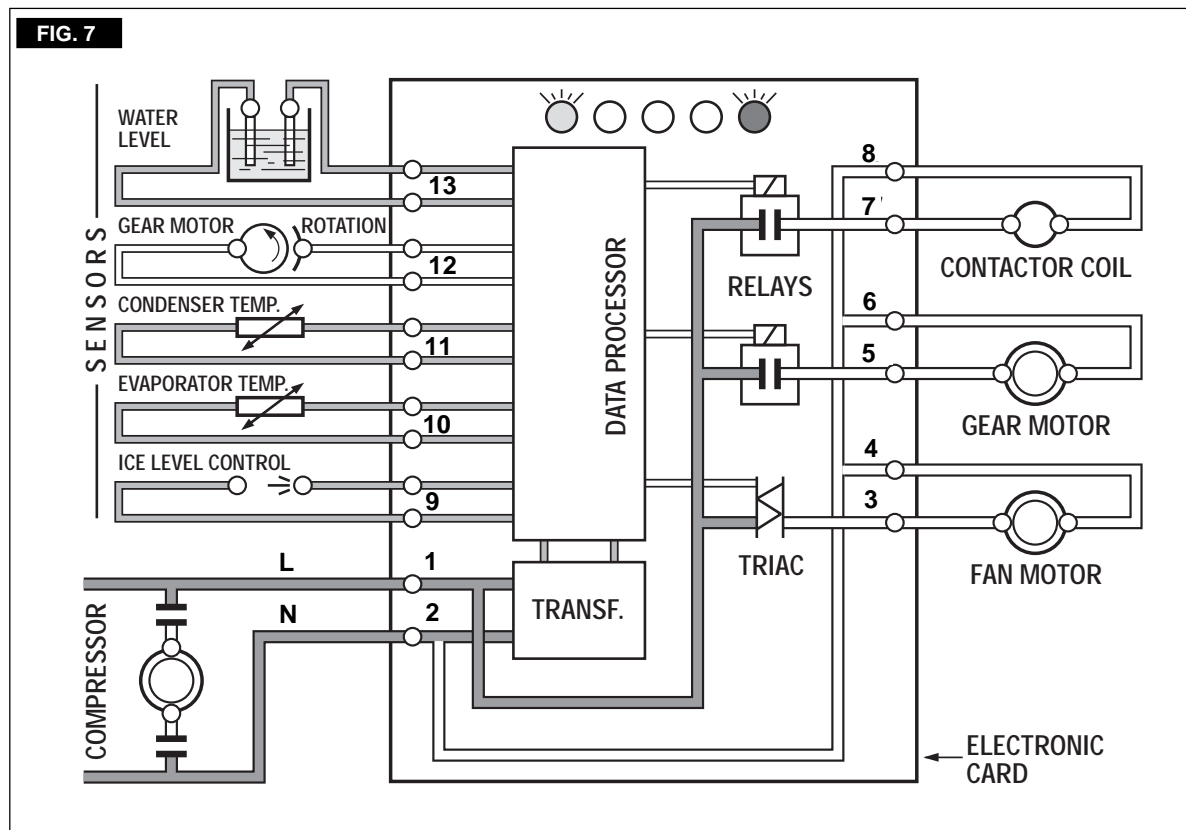 FIG. 7
WATER
LEVEL
13
GEAR MOTOR
ROTATION
12
CONDENSER TEMP.
11
EVAPORATOR TEMP.
10
ICE LEVEL CONTROL
9
SENSORS
L
1
N
2
COMPRESSOR
DATA PROCESSOR
TRANSF.
RELAYS
TRIAC
8
7
CONTACTOR COIL
6
5
GEAR MOTOR
4
3
FAN MOTOR
ELECTRONIC
CARD